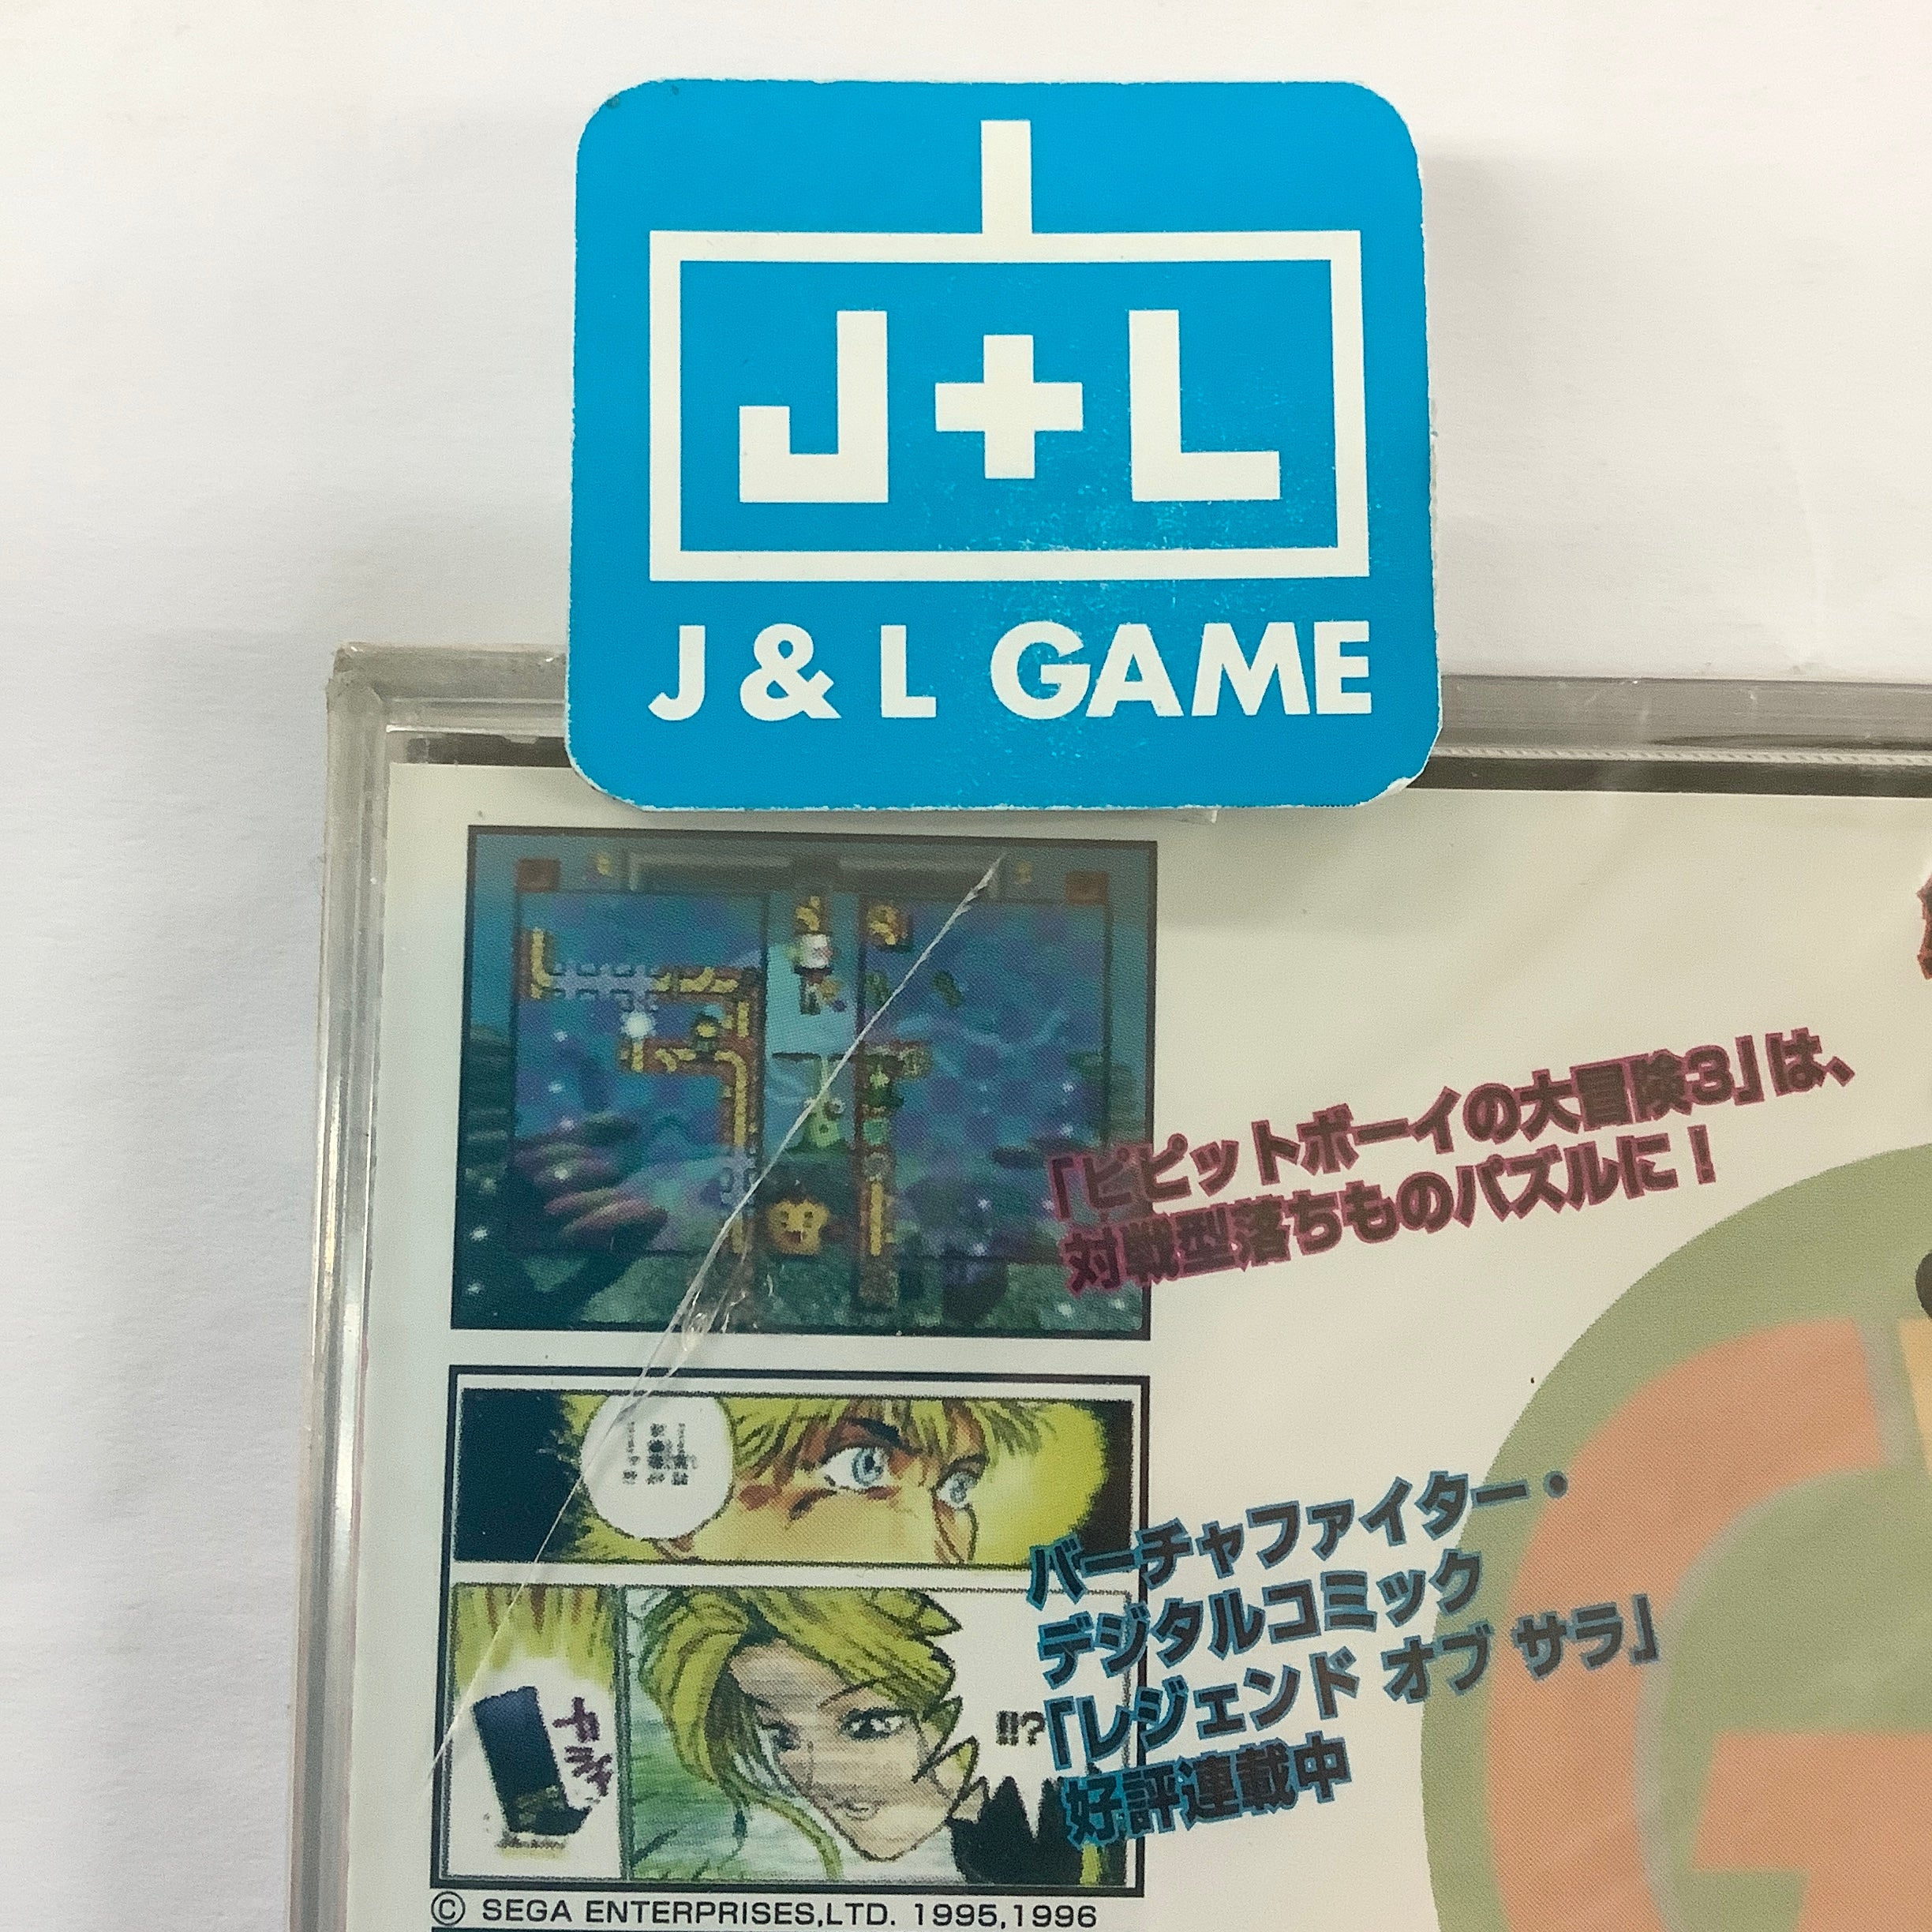 J+L
J & L GAME
「ピピットボーイの大冒険3」は、
対戦型落ちものパズルに！
バーチャファイター・
デジタルコミック
「レジェンド オブ サラ」
好評連載中
!!?
© SEGA ENTERPRISES,LTD. 1995,1996